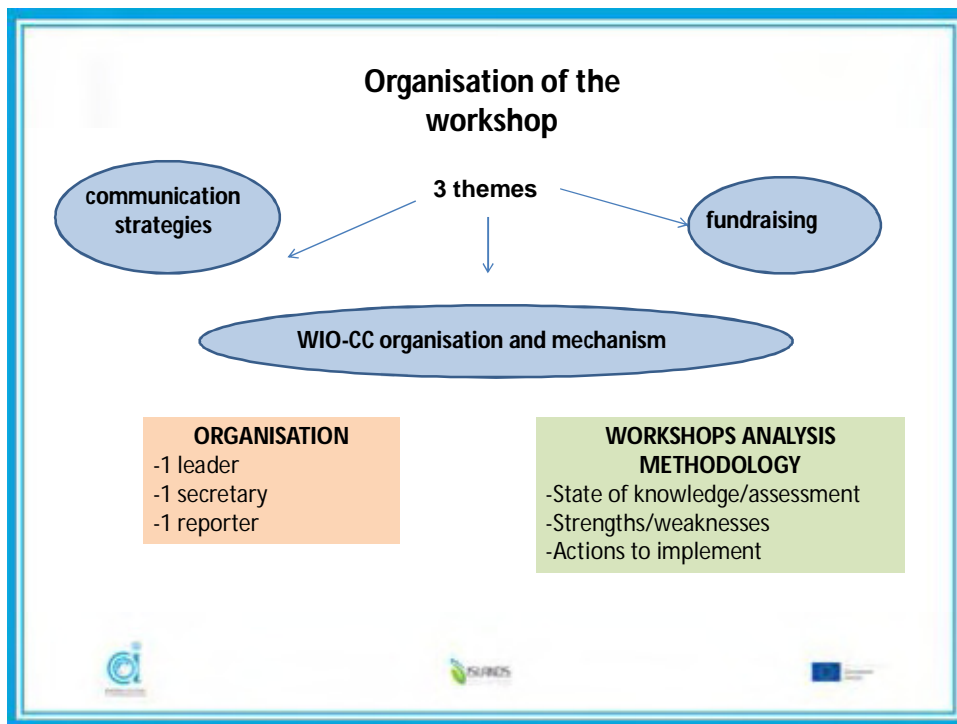 Organisation of the
workshop
communication
strategies
3 themes
fundraising
WIO-CC organisation and mechanism
ORGANISATION
-1 leader
-1 secretary
-1 reporter
WORKSHOPS ANALYSIS
METHODOLOGY
-State of knowledge/assessment
-Strengths/weaknesses
-Actions to implement
ISLANDS